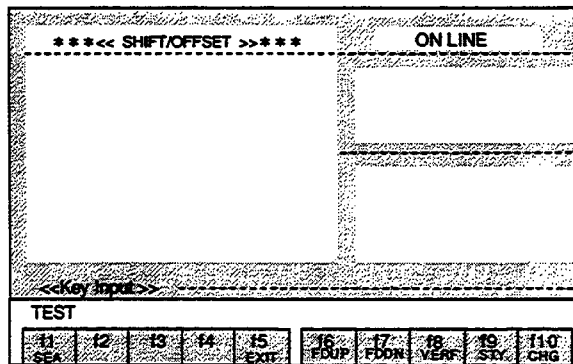 ***<< SHIFT/OFFSET >>***
ON LINE
<<Key Input>>
TEST
f1 f2 f3 f4 f5 f6 f7 f8 f9 f10
SEA EXIT FDUP FDDN VERF STY CHG